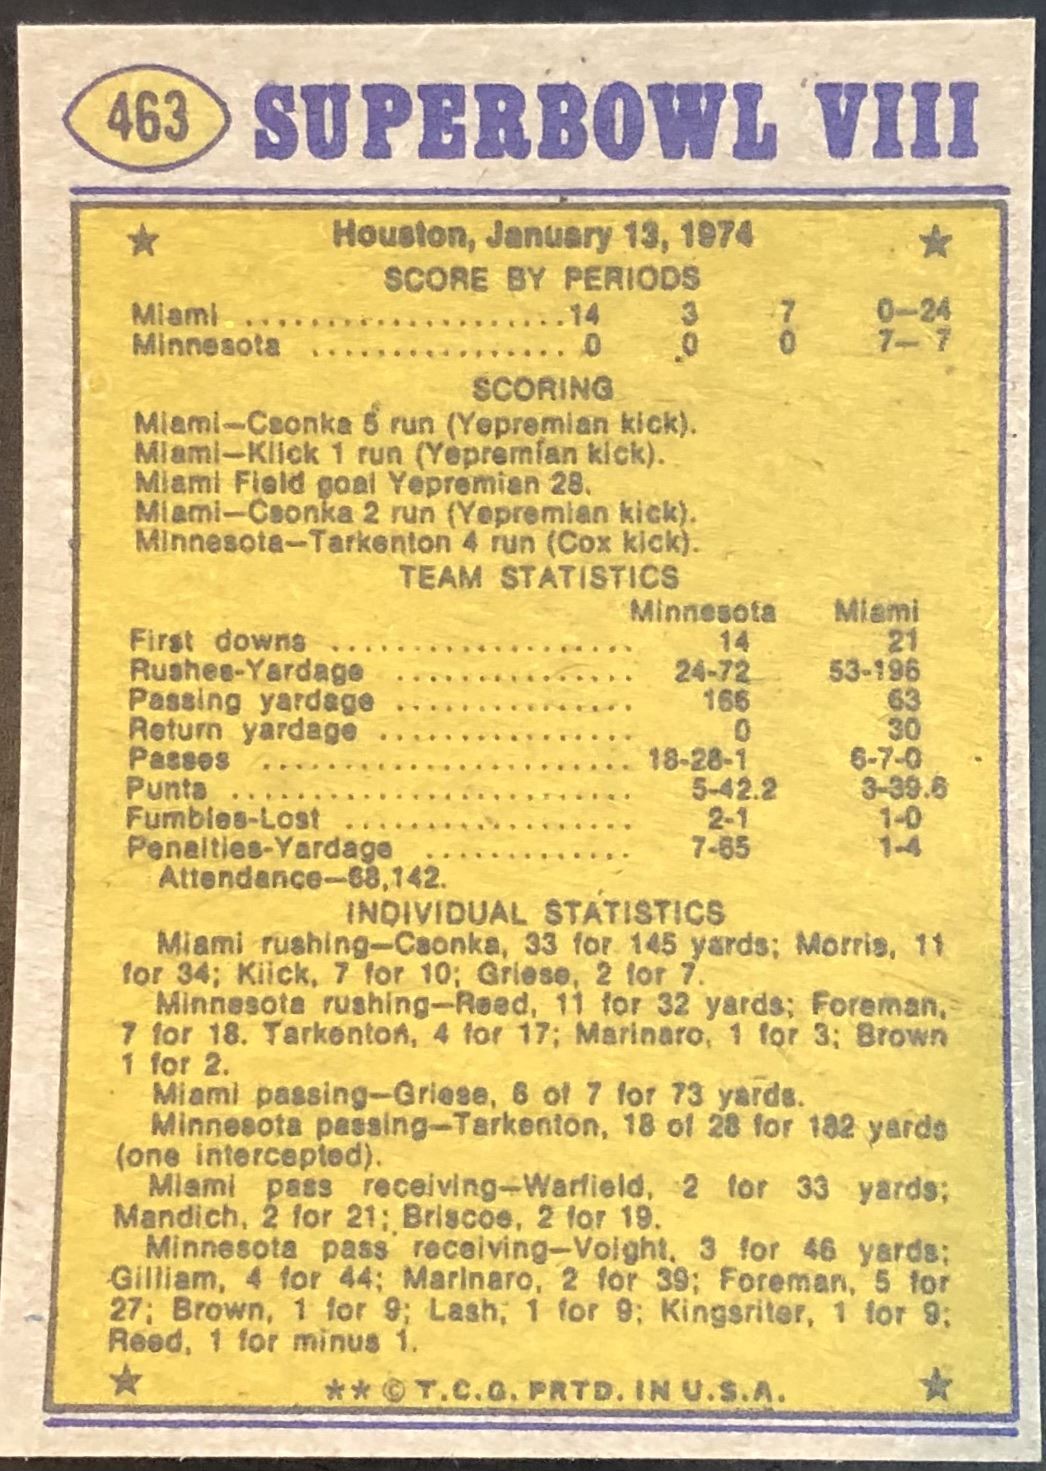 463 SUPERBOWL VIII
Houston, January 13, 1974
SCORE BY PERIODS
Miami ....................14 3 7 0—24
Minnesota ................ 0 0 0 7— 7
SCORING
Miami—Csonka 5 run (Yepremian kick).
Miami—Kiick 1 run (Yepremian kick).
Miami Field goal Yepremian 28.
Miami—Csonka 2 run (Yepremian kick).
Minnesota—Tarkenton 4 run (Cox kick).
TEAM STATISTICS
Minnesota Miami
First downs ................... 14 21
Rushes-Yardage ............... 24-72 53-196
Passing yardage ............... 166 63
Return yardage ................ 0 30
Passes ....................... 18-28-1 6-7-0
Punts ......................... 5-42.2 3-39.6
Fumbles-Lost .................. 2-1 1-0
Penalties-Yardage ............. 7-65 1-4
Attendance—68,142.
INDIVIDUAL STATISTICS
Miami rushing—Csonka, 33 for 145 yards; Morris, 11
for 34; Kiick, 7 for 10; Griese, 2 for 7.
Minnesota rushing—Reed, 11 for 32 yards; Foreman,
7 for 18. Tarkenton, 4 for 17; Marinaro, 1 for 3; Brown
1 for 2.
Miami passing—Griese, 6 of 7 for 73 yards.
Minnesota passing—Tarkenton, 18 of 28 for 182 yards
(one intercepted).
Miami pass receiving—Warfield, 2 for 33 yards;
Mandich, 2 for 21; Briscoe, 2 for 19.
Minnesota pass receiving—Voight, 3 for 46 yards;
Gilliam, 4 for 44; Marinaro, 2 for 39; Foreman, 5 for
27; Brown, 1 for 9; Lash, 1 for 9; Kingsriter, 1 for 9;
Reed, 1 for minus 1.
** © T.C.G. PRTD. IN U.S.A.